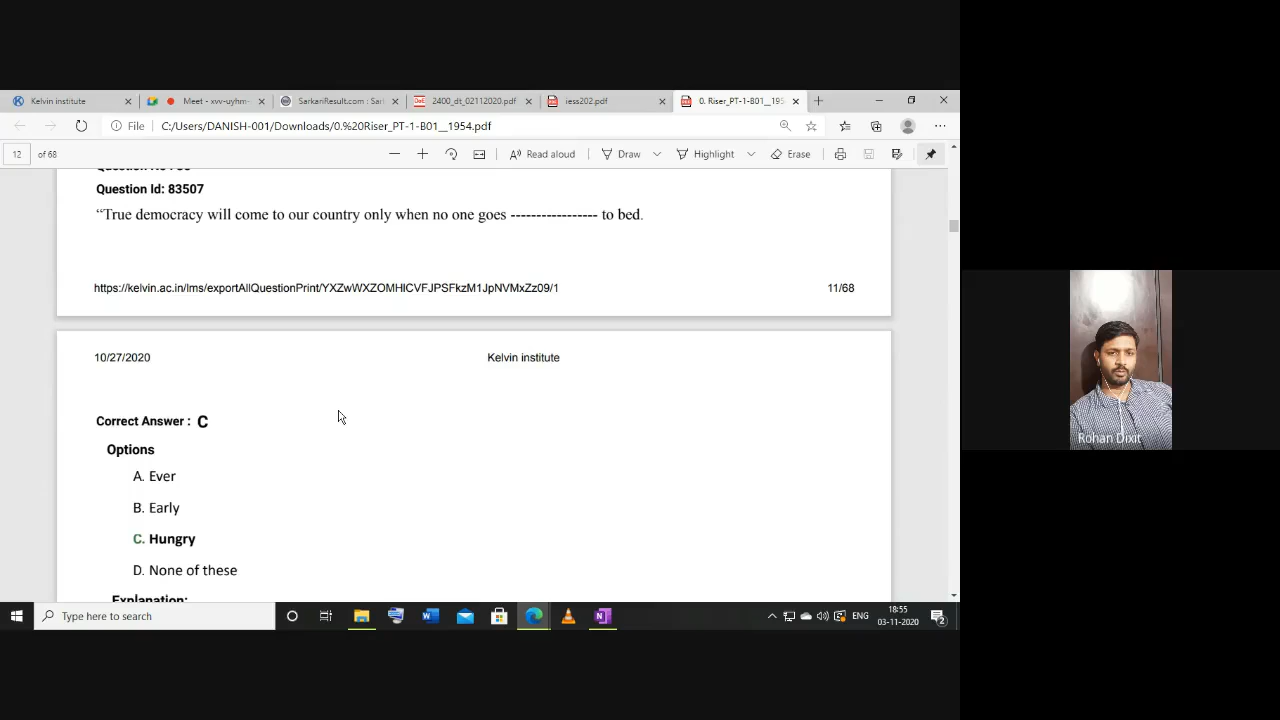 Kelvin institute
Meet - xvv-uyhm-
SarkariResult.com : Sar
2400_dt_02112020.pdf
iess202.pdf
0. Riser_PT-1-B01__195
File
C:/Users/DANISH-001/Downloads/0.%20Riser_PT-1-B01__1954.pdf
12 of 68
Read aloud
Draw
Highlight
Erase
Question Id: 83507
“True democracy will come to our country only when no one goes ----------------- to bed.
https://kelvin.ac.in/lms/exportAllQuestionPrint/YXZwWXZOMHlCVFJPSFkzM1JpNVMxZz09/1
11/68
10/27/2020
Kelvin institute
Correct Answer : C
Options
A. Ever
B. Early
C. Hungry
D. None of these
Explanation:
Rohan Dixit
Type here to search
ENG
18:55
03-11-2020
2